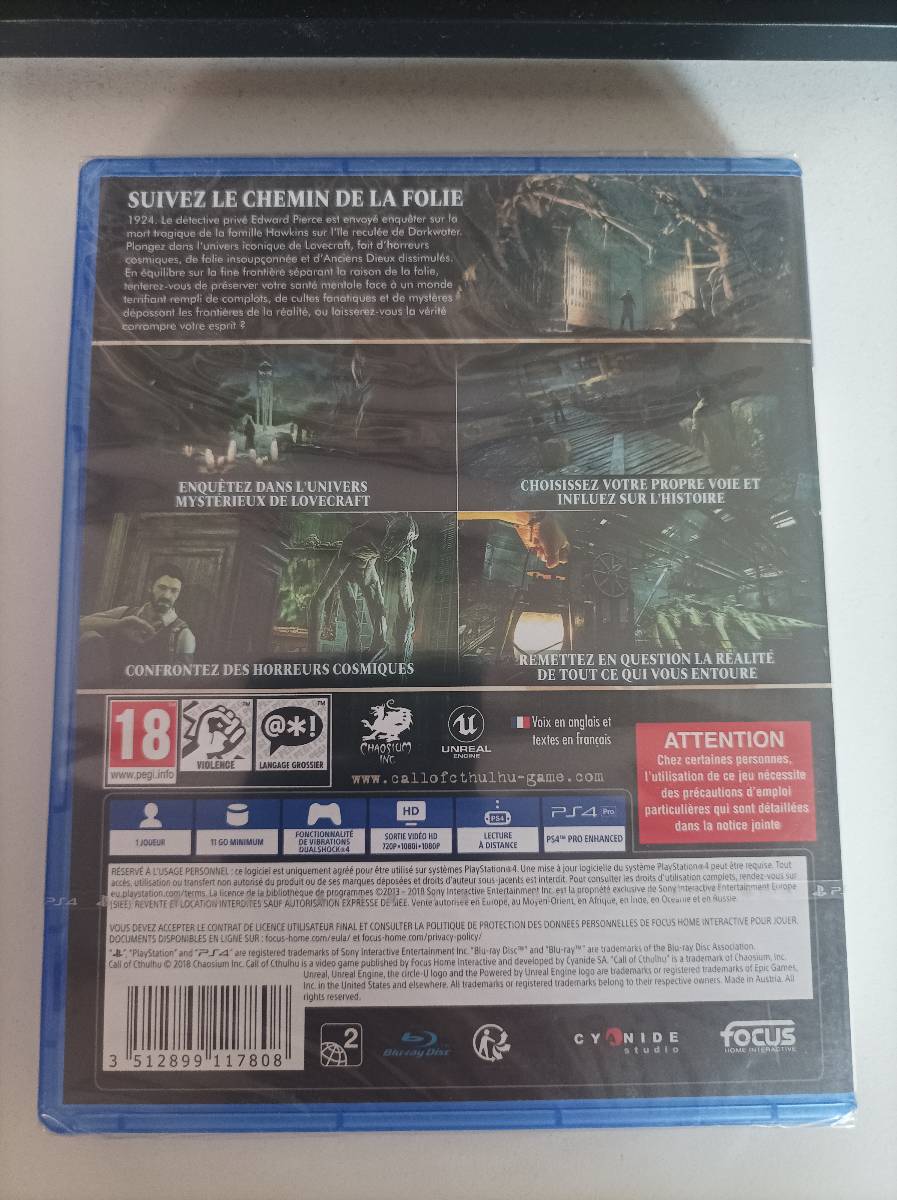 SUIVEZ LE CHEMIN DE LA FOLIE
1924. Le détective privé Edward Pierce est envoyé enquêter sur la
mort tragique de la famille Hawkins sur l'île reculée de Darkwater.
Plongez dans l'univers iconique de Lovecraft, fait d'horreurs
cosmiques, de folie insoupçonnée et d'Anciens Dieux dissimulés.
En équilibre sur la fine frontière séparant la raison de la folie,
tenterez-vous de préserver votre santé mentale face à un monde
terrifiant rempli de complots, de cultes fanatiques et de mystères
dépassant les frontières de la réalité, ou laisserez-vous la vérité
corrompre votre esprit ?
ENQUÊTEZ DANS L'UNIVERS
MYSTÉRIEUX DE LOVECRAFT
CHOISISSEZ VOTRE PROPRE VOIE ET
INFLUEZ SUR L'HISTOIRE
CONFRONTEZ DES HORREURS COSMIQUES
REMETTEZ EN QUESTION LA RÉALITÉ
DE TOUT CE QUI VOUS ENTOURE
18
www.pegi.info
VIOLENCE
@*!
LANGAGE GROSSIER
CHAOSIUM
INC
UNREAL
ENGINE
Voix en anglais et
textes en français
www.callofcthulhu-game.com
ATTENTION
Chez certaines personnes,
l'utilisation de ce jeu nécessite
des précautions d'emploi
particulières qui sont détaillées
dans la notice jointe
1 JOUEUR
11 GO MINIMUM
FONCTIONNALITÉ
DE VIBRATIONS
DUALSHOCK®4
HD
SORTIE VIDÉO HD
720P•1080i•1080P
PS4
LECTURE
À DISTANCE
PS4 Pro
PS4™ PRO ENHANCED
RÉSERVÉ À L'USAGE PERSONNEL : ce logiciel est uniquement agréé pour être utilisé sur systèmes PlayStation®4. Une mise à jour logicielle du système PlayStation®4 peut être requise. Tout
accès, utilisation ou transfert non autorisé du produit ou de ses marques déposées et droits d'auteur sous-jacents est interdit. Pour consulter les droits d'utilisation complets, rendez-vous sur
eu.playstation.com/terms. La licence de la bibliothèque de programmes ©2013 - 2018 Sony Interactive Entertainment Inc. est la propriété exclusive de Sony Interactive Entertainment Europe
(SIEE). REVENTE ET LOCATION INTERDITES SAUF AUTORISATION EXPRESSE DE SIEE. Vente autorisée en Europe, au Moyen-Orient, en Afrique, en Inde, en Océanie et en Russie.
VOUS DEVEZ ACCEPTER LE CONTRAT DE LICENCE UTILISATEUR FINAL ET CONSULTER LA POLITIQUE DE PROTECTION DES DONNÉES PERSONNELLES DE FOCUS HOME INTERACTIVE POUR JOUER.
DOCUMENTS DISPONIBLES EN LIGNE SUR : focus-home.com/eula/ et focus-home.com/privacy-policy/
"PlayStation" and "PS4" are registered trademarks of Sony Interactive Entertainment Inc. "Blu-ray Disc™" and "Blu-ray™" are trademarks of the Blu-ray Disc Association.
Call of Cthulhu © 2018 Chaosium Inc. Call of Cthulhu is a video game published by Focus Home Interactive and developed by Cyanide SA. "Call of Cthulhu" is a trademark of Chaosium, Inc.
Unreal, Unreal Engine, the circle-U logo and the Powered by Unreal Engine logo are trademarks or registered trademarks of Epic Games,
Inc. in the United States and elsewhere. All trademarks or registered trademarks belong to their respective owners. Made in Austria. All
rights reserved.
3 512899 117808
2
Blu-ray Disc
CYANIDE
studio
focus
HOME INTERACTIVE